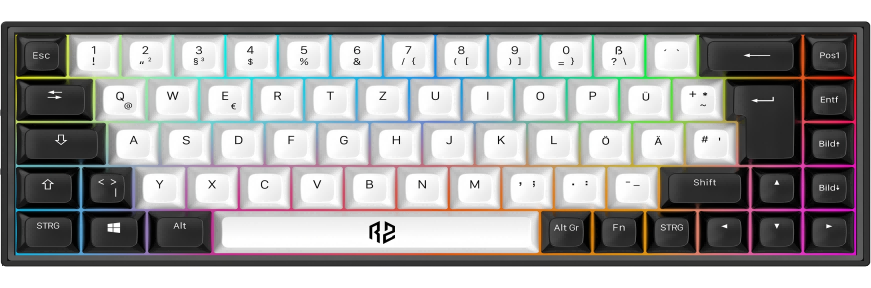 Esc 1 ! 2 " ² 3 § ³ 4 $ 5 % 6 & 7 / { 8 ( [ 9 ) ] 0 = } ß ? \ ´ ` Pos1
Q @ W E € R T Z U I O P Ü + * ~ Entf
A S D F G H J K L Ö Ä # ' Bild↑
< > | Y X C V B N M , ; . : - _ Shift Bild↓
STRG Alt R2 Alt Gr Fn STRG